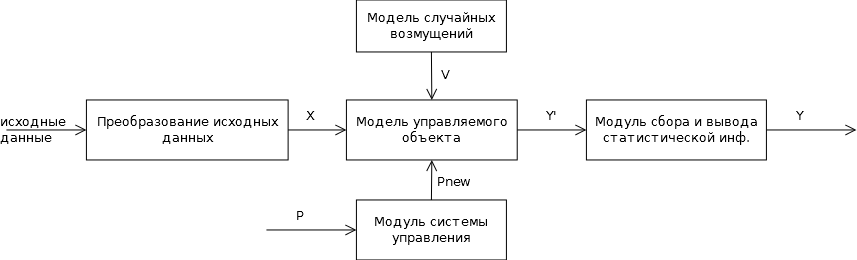 Модель случайных
возмущений
V
исходные
данные
Преобразование исходных
данных
X
Модель управляемого
объекта
Y'
Модуль сбора и вывода
статистической инф.
Y
Pnew
P
Модуль системы
управления